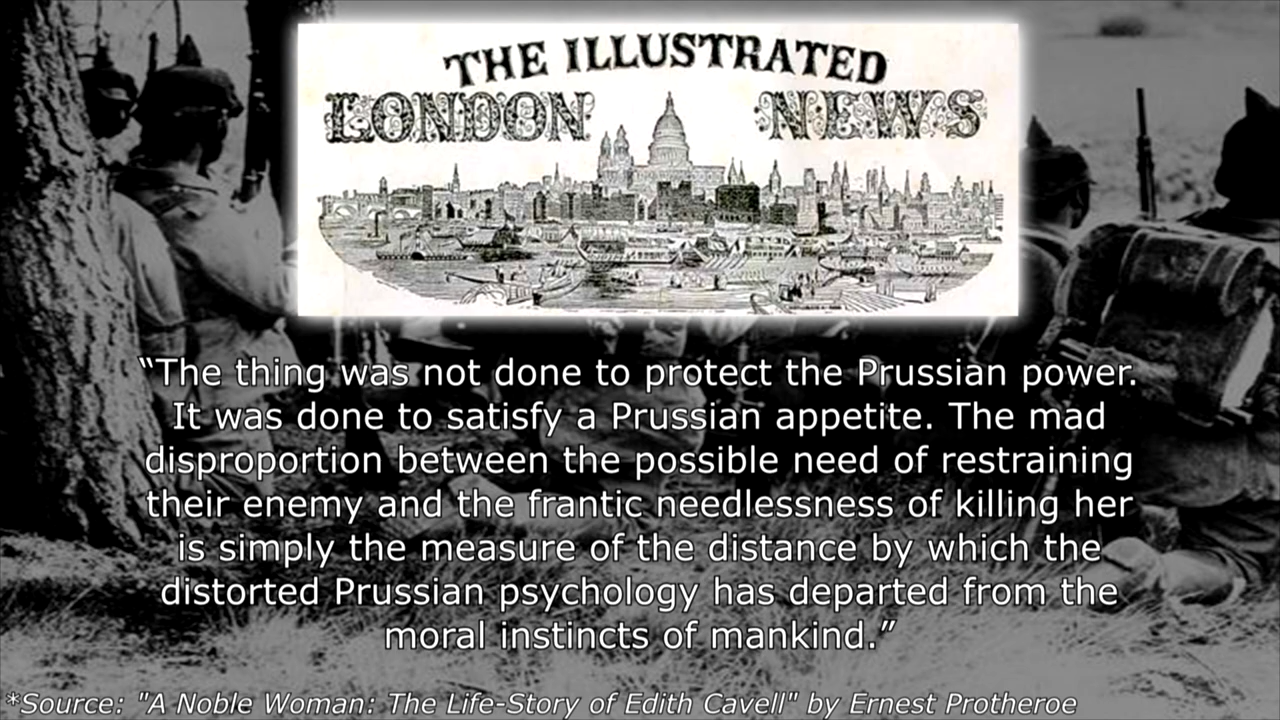 THE ILLUSTRATED
LONDON NEWS
“The thing was not done to protect the Prussian power.
It was done to satisfy a Prussian appetite. The mad
disproportion between the possible need of restraining
their enemy and the frantic needlessness of killing her
is simply the measure of the distance by which the
distorted Prussian psychology has departed from the
moral instincts of mankind.”
*Source: "A Noble Woman: The Life-Story of Edith Cavell" by Ernest Protheroe